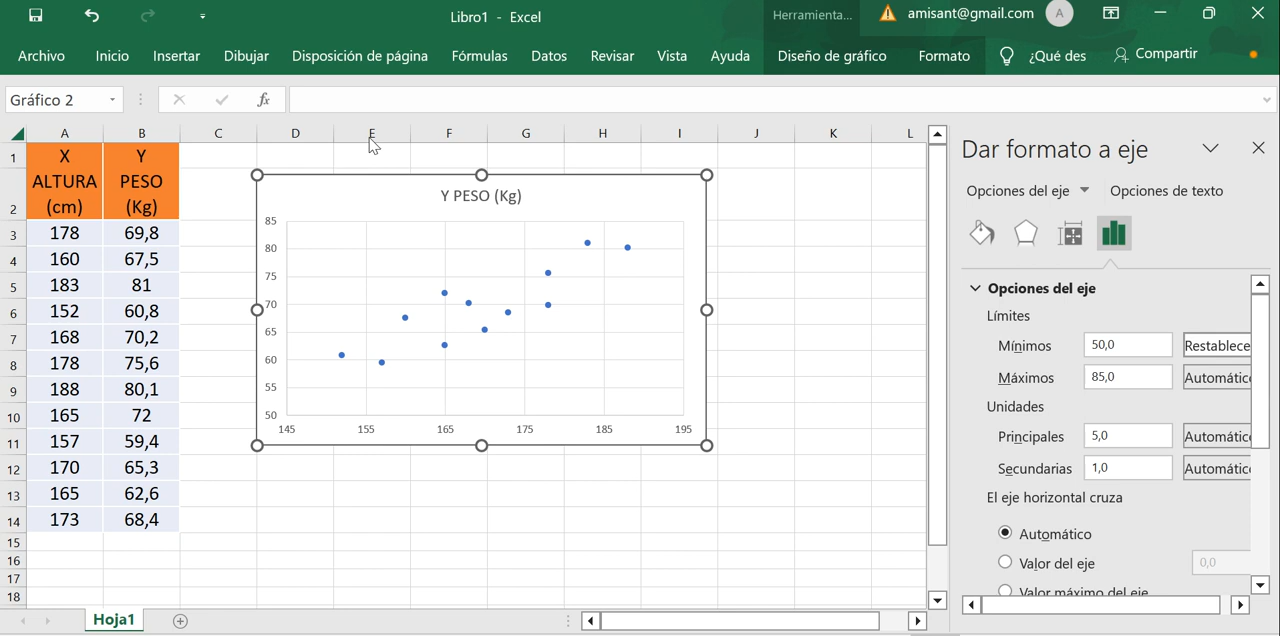 Libro1 - Excel
Herramienta...
amisant@gmail.com
A
Archivo Inicio Insertar Dibujar Disposición de página Fórmulas Datos Revisar Vista Ayuda Diseño de gráfico Formato ¿Qué des Compartir
Gráfico 2
fx
A B C D E F G H I J K L
1 X Y
2 ALTURA PESO
(cm) (Kg)
3 178 69,8
4 160 67,5
5 183 81
6 152 60,8
7 168 70,2
8 178 75,6
9 188 80,1
10 165 72
11 157 59,4
12 170 65,3
13 165 62,6
14 173 68,4
15
16
17
18
Y PESO (Kg)
85
80
75
70
65
60
55
50
145 155 165 175 185 195
Hoja1
Dar formato a eje
Opciones del eje Opciones de texto
Opciones del eje
Límites
Mínimos 50,0 Restablece
Máximos 85,0 Automátic
Unidades
Principales 5,0 Automátic
Secundarias 1,0 Automátic
El eje horizontal cruza
Automático
Valor del eje 0,0
Valor máximo del eje